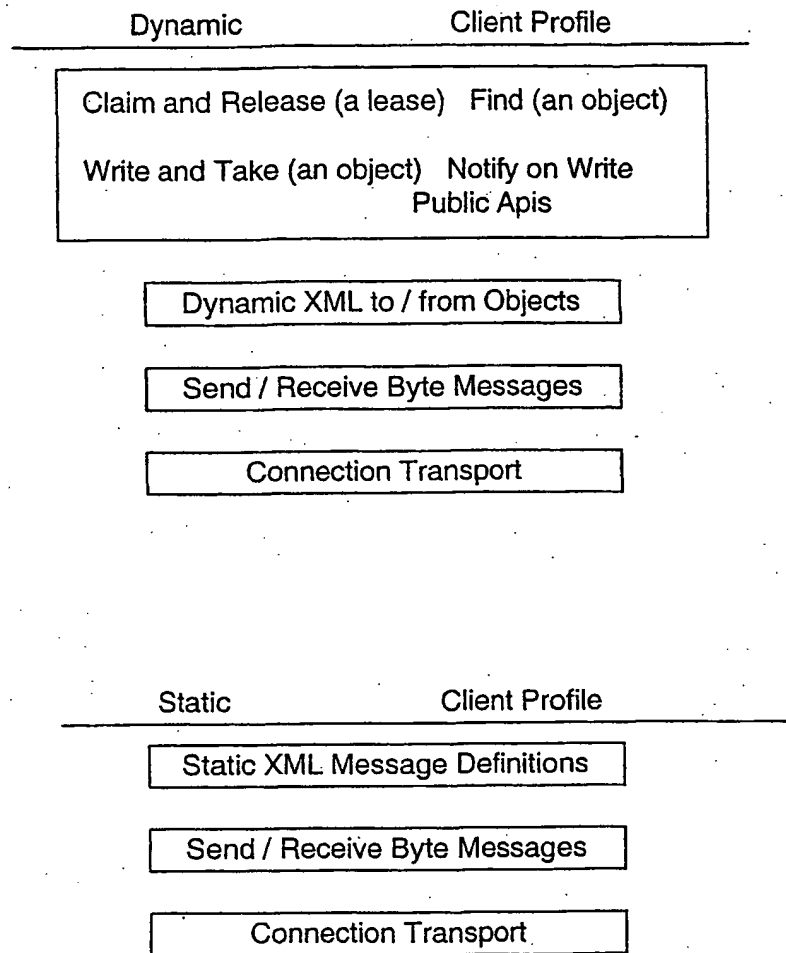 Dynamic Client Profile
Claim and Release (a lease) Find (an object)
Write and Take (an object) Notify on Write
Public Apis
Dynamic XML to / from Objects
Send / Receive Byte Messages
Connection Transport
Static Client Profile
Static XML Message Definitions
Send / Receive Byte Messages
Connection Transport